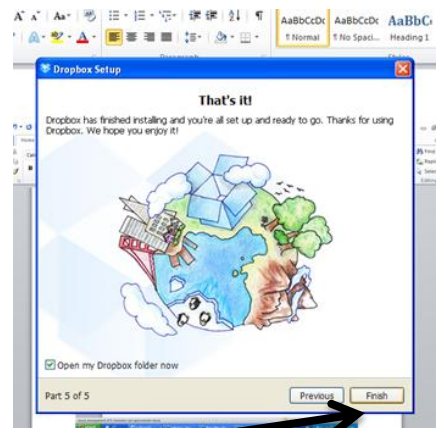 Aa
¶
AaBbCcDc AaBbCcDc AaBbC
¶ Normal ¶ No Spaci... Heading 1
Dropbox Setup
That's it!
Dropbox has finished installing and you're all set up and ready to go. Thanks for using
Dropbox. We hope you enjoy it!
Open my Dropbox folder now
Part 5 of 5
Previous Finish